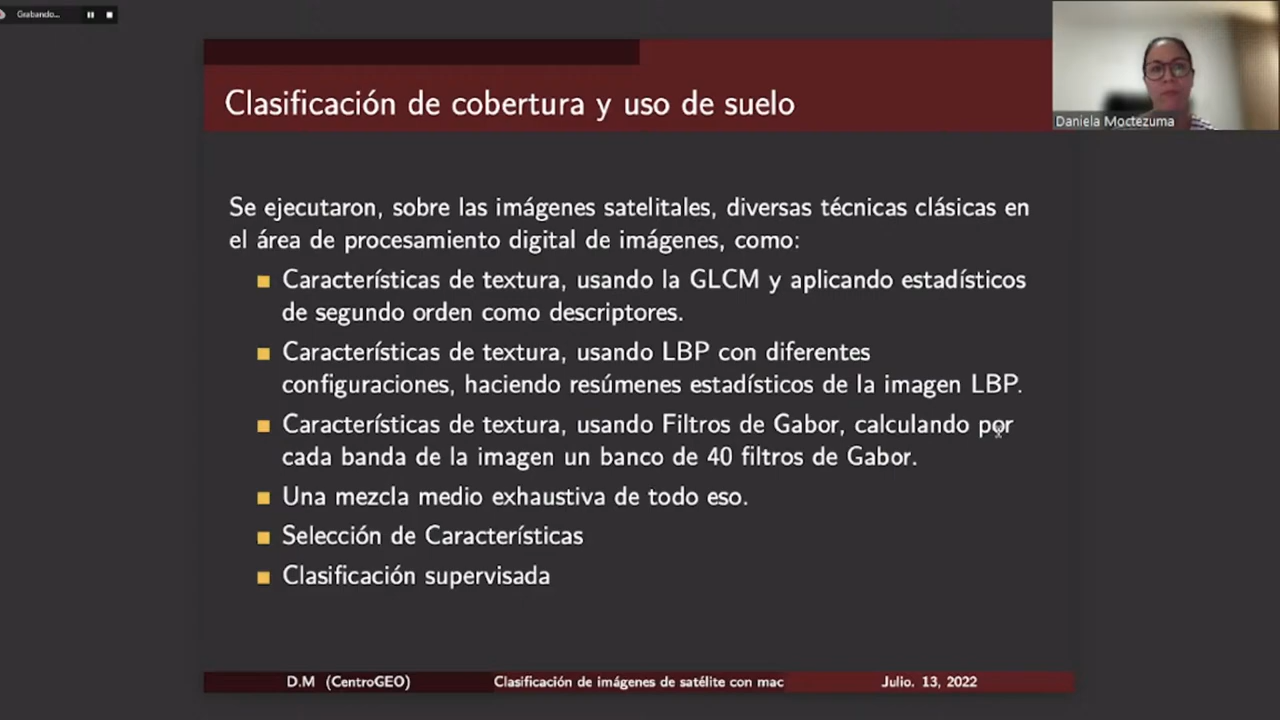 Grabando...
Clasificación de cobertura y uso de suelo
Daniela Moctezuma
Se ejecutaron, sobre las imágenes satelitales, diversas técnicas clásicas en
el área de procesamiento digital de imágenes, como:
Características de textura, usando la GLCM y aplicando estadísticos
de segundo orden como descriptores.
Características de textura, usando LBP con diferentes
configuraciones, haciendo resúmenes estadísticos de la imagen LBP.
Características de textura, usando Filtros de Gabor, calculando por
cada banda de la imagen un banco de 40 filtros de Gabor.
Una mezcla medio exhaustiva de todo eso.
Selección de Características
Clasificación supervisada
D.M (CentroGEO) Clasificación de imágenes de satélite con mac Julio. 13, 2022